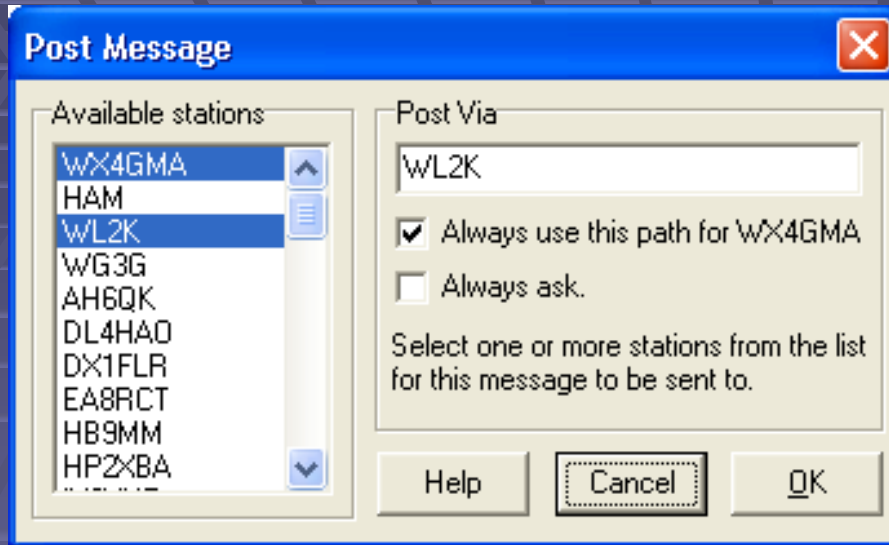 Post Message
Available stations
WX4GMA
HAM
WL2K
WG3G
AH6QK
DL4HAO
DX1FLR
EA8RCT
HB9MM
HP2XBA
Post Via
WL2K
Always use this path for WX4GMA
Always ask.
Select one or more stations from the list
for this message to be sent to.
Help
Cancel
OK